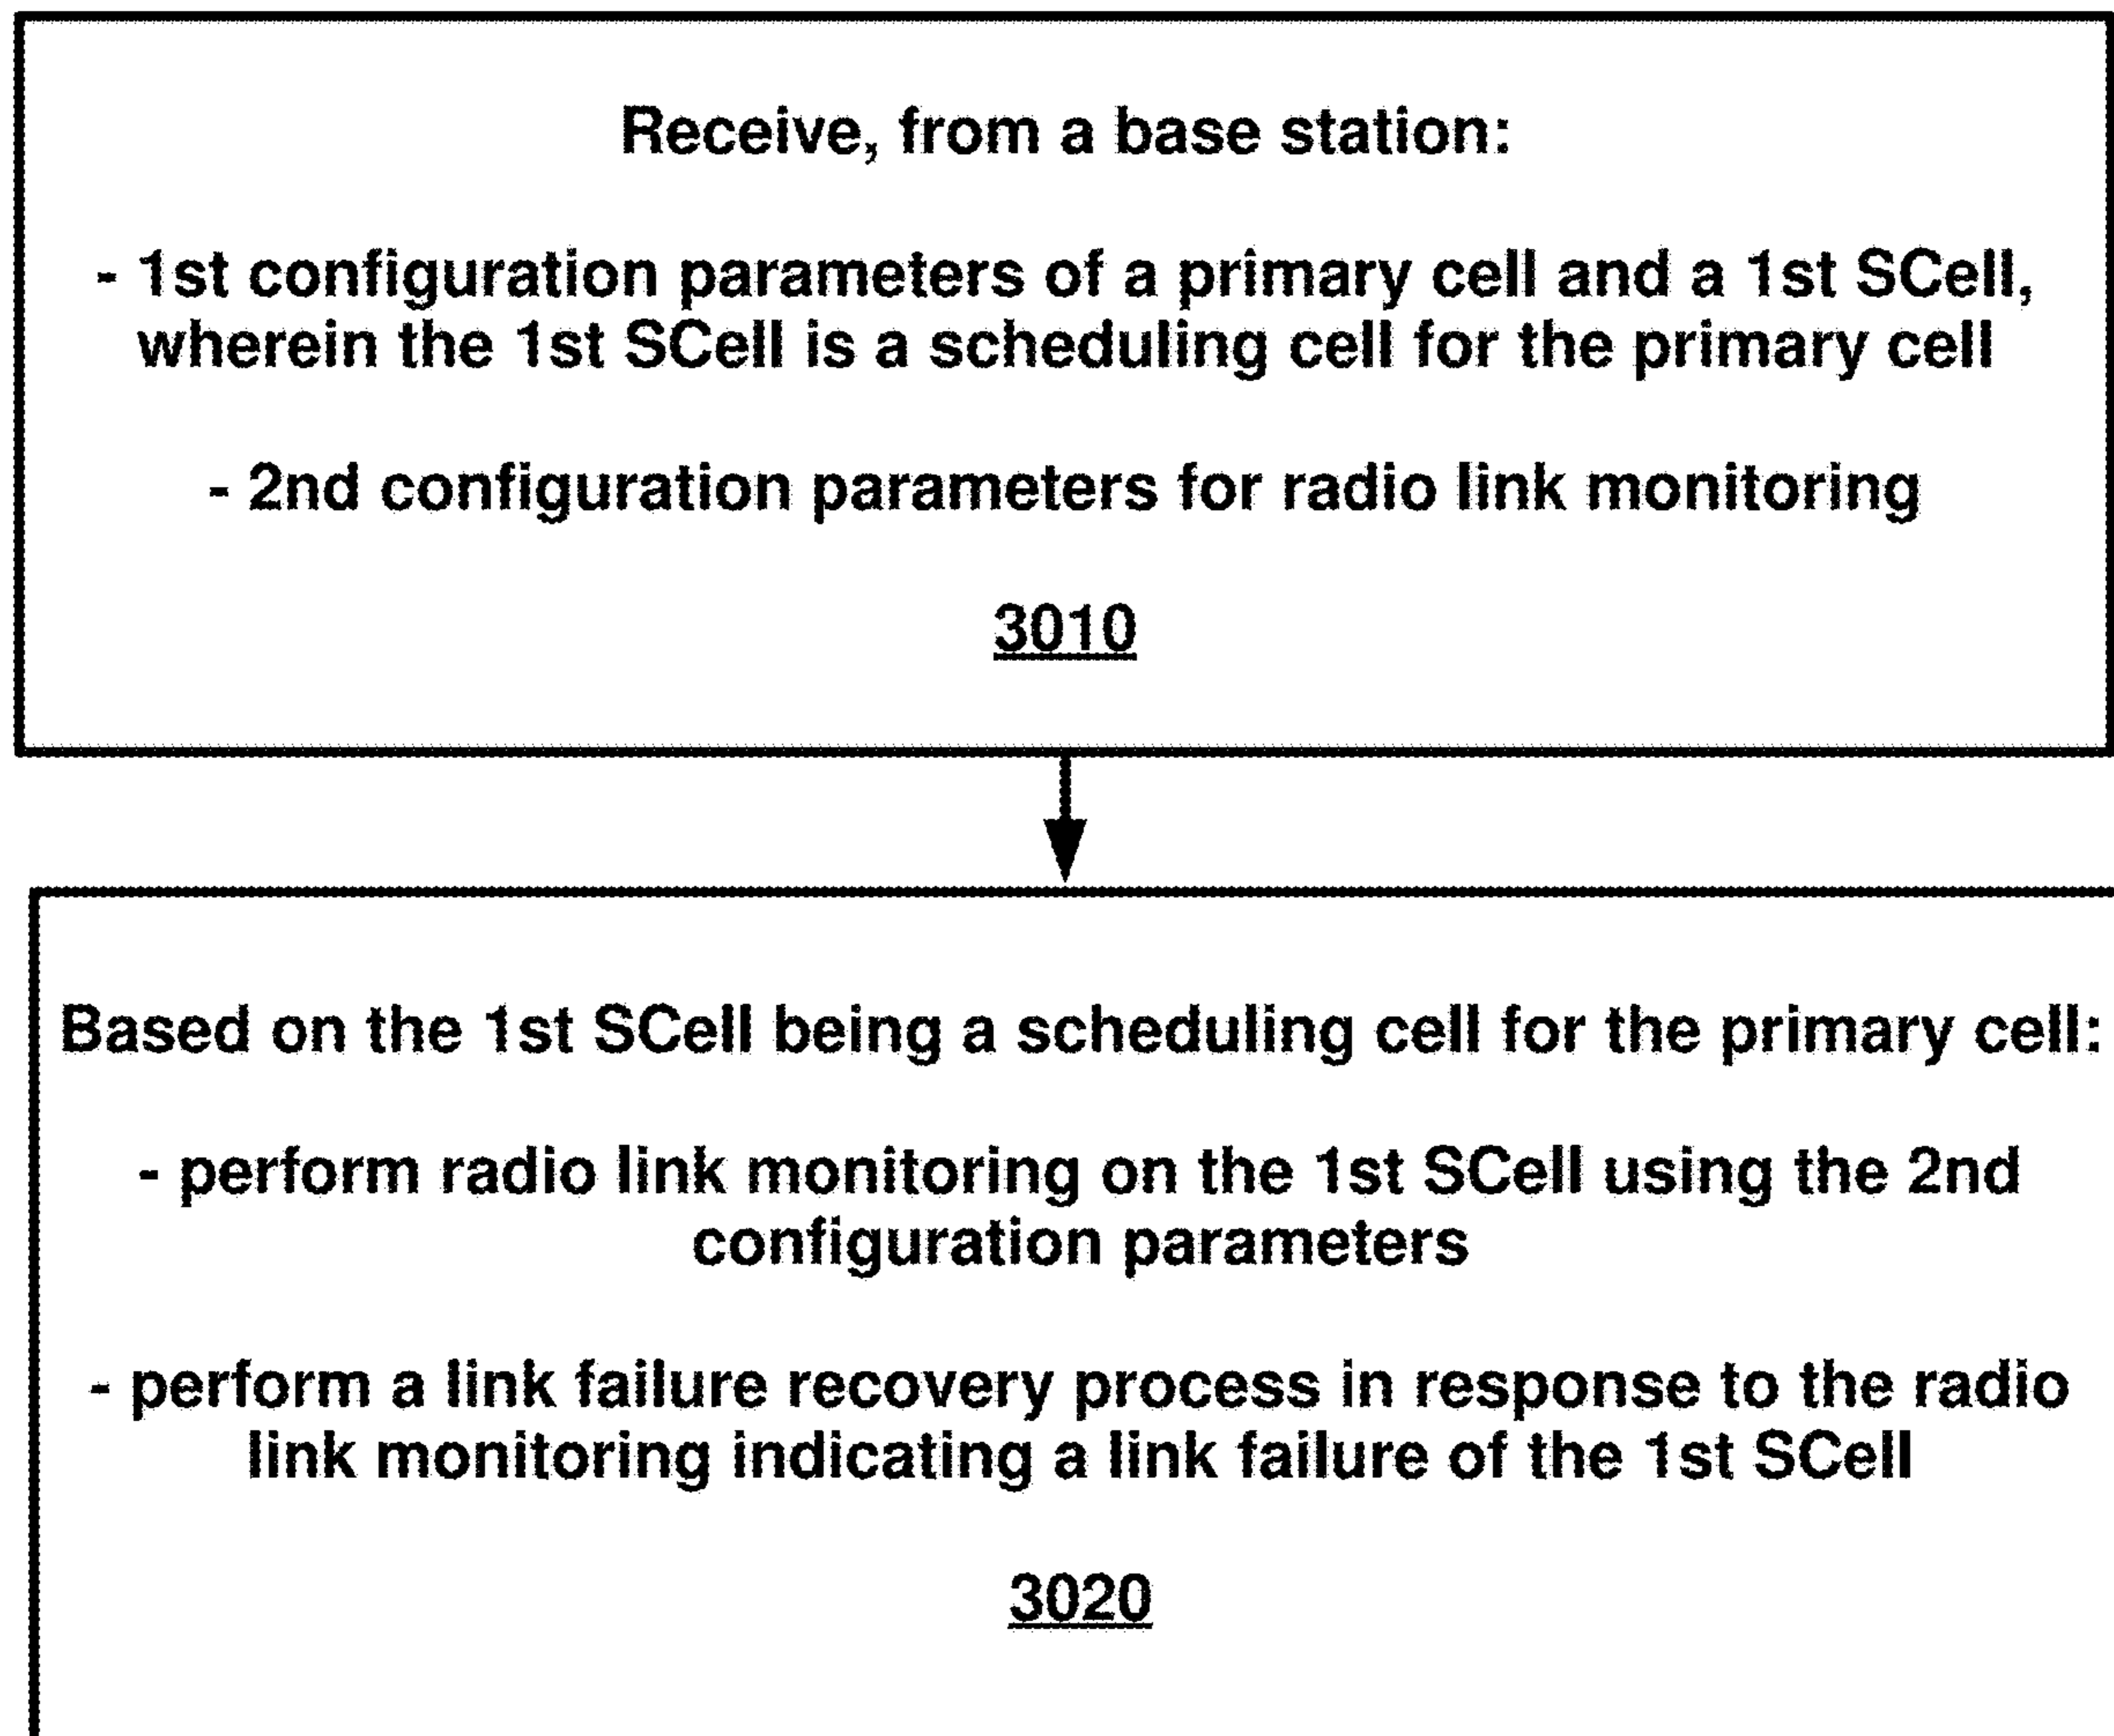 Receive, from a base station:
- 1st configuration parameters of a primary cell and a 1st SCell,
wherein the 1st SCell is a scheduling cell for the primary cell
- 2nd configuration parameters for radio link monitoring
3010
Based on the 1st SCell being a scheduling cell for the primary cell:
- perform radio link monitoring on the 1st SCell using the 2nd
configuration parameters
- perform a link failure recovery process in response to the radio
link monitoring indicating a link failure of the 1st SCell
3020